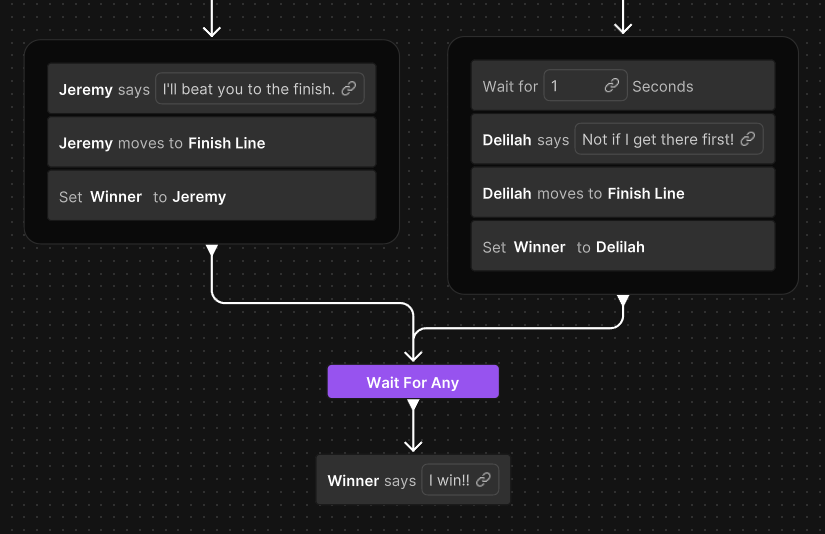 Jeremy says I'll beat you to the finish.
Jeremy moves to Finish Line
Set Winner to Jeremy
Wait for 1 Seconds
Delilah says Not if I get there first!
Delilah moves to Finish Line
Set Winner to Delilah
Wait For Any
Winner says I win!!